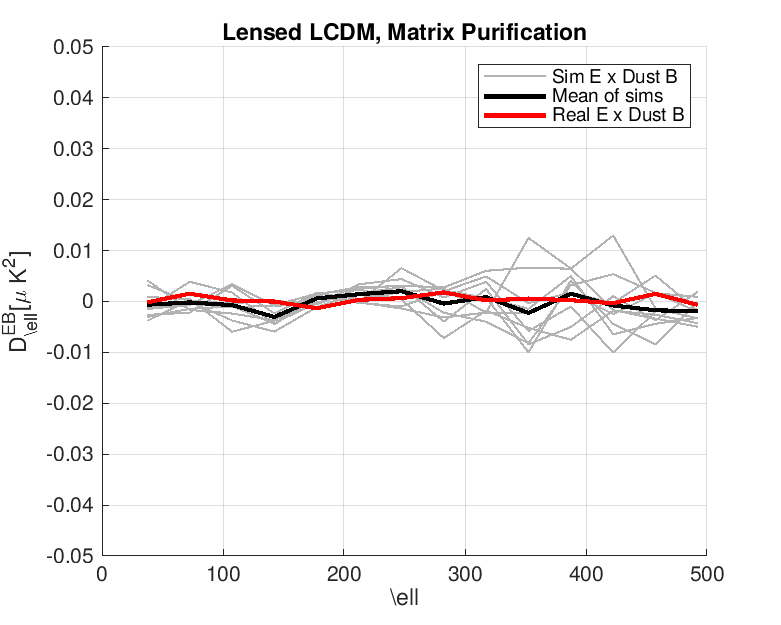 Lensed LCDM, Matrix Purification
Sim E x Dust B
Mean of sims
Real E x Dust B
0.05
0.04
0.03
0.02
0.01
0
-0.01
-0.02
-0.03
-0.04
-0.05
D^{EB}_{\ell}[μ K^2]
0 100 200 300 400 500
\ell